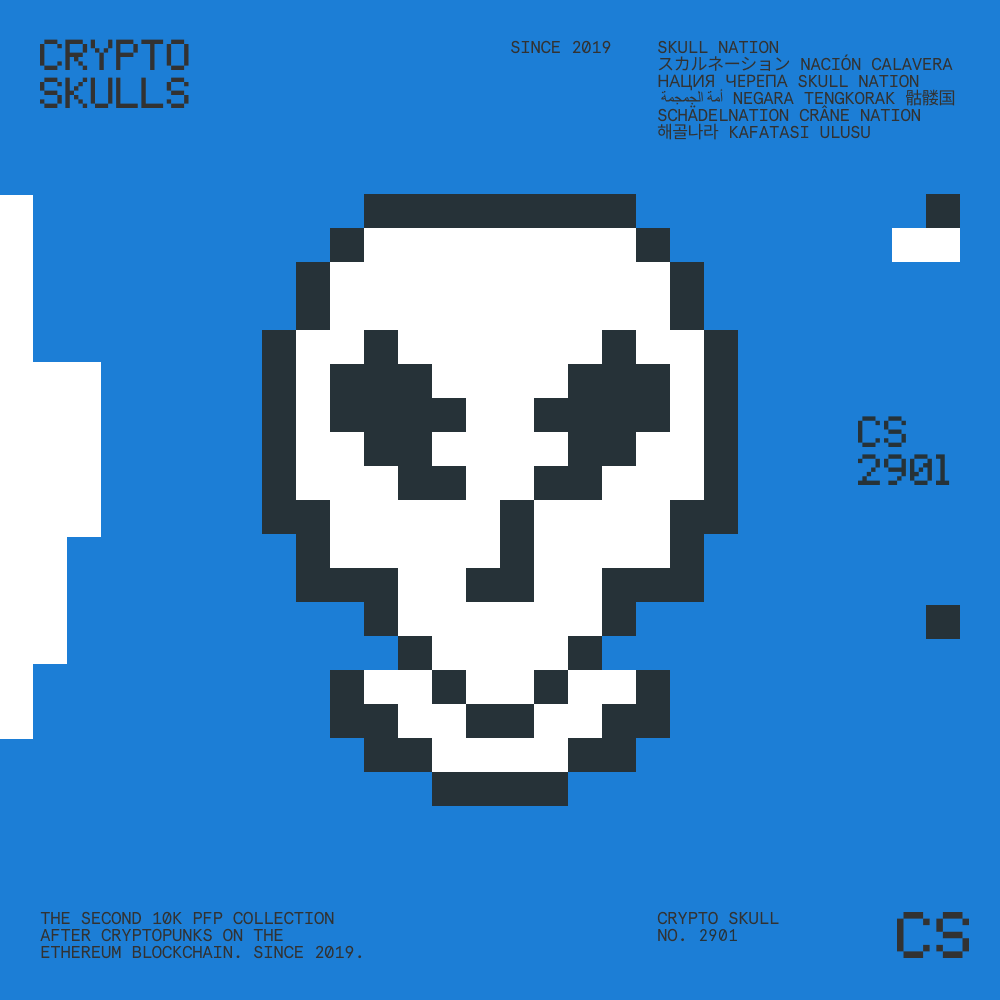 CRYPTO
SKULLS
SINCE 2019
SKULL NATION
スカルネーション NACIÓN CALAVERA
НАЦИЯ ЧЕРЕПА SKULL NATION
أمة الجمجمة NEGARA TENGKORAK 骷髅国
SCHÄDELNATION CRÂNE NATION
해골나라 KAFATASI ULUSU
CS
2901
THE SECOND 10K PFP COLLECTION
AFTER CRYPTOPUNKS ON THE
ETHEREUM BLOCKCHAIN. SINCE 2019.
CRYPTO SKULL
NO. 2901
CS